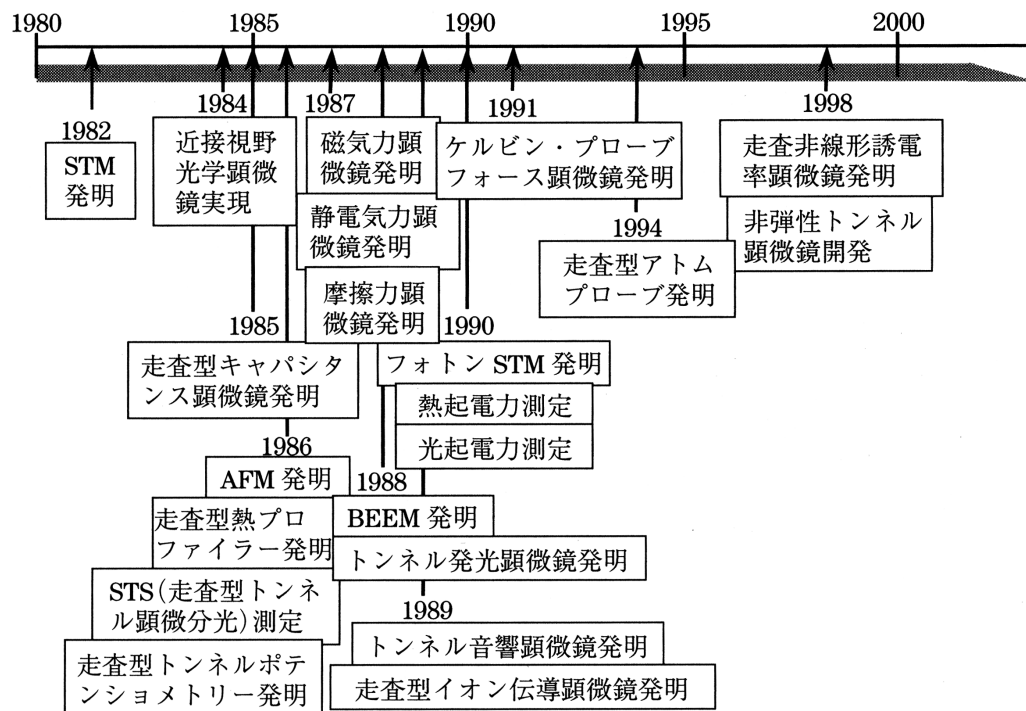 1980
1985
1990
1995
2000
1982
STM
発明
1984
近接視野
光学顕微
鏡実現
1985
走査型キャパシタ
ンス顕微鏡発明
1986
AFM 発明
走査型熱プロ
ファイラー発明
STS(走査型トンネ
ル顕微分光)測定
走査型トンネルポテ
ンショメトリー発明
1987
磁気力顕
微鏡発明
静電気力顕
微鏡発明
摩擦力顕
微鏡発明
1988
BEEM 発明
トンネル発光顕微鏡発明
1989
トンネル音響顕微鏡発明
走査型イオン伝導顕微鏡発明
1990
フォトン STM 発明
熱起電力測定
光起電力測定
1991
ケルビン・プローブ
フォース顕微鏡発明
1994
走査型アトム
プローブ発明
1998
走査非線形誘電
率顕微鏡発明
非弾性トンネル
顕微鏡開発